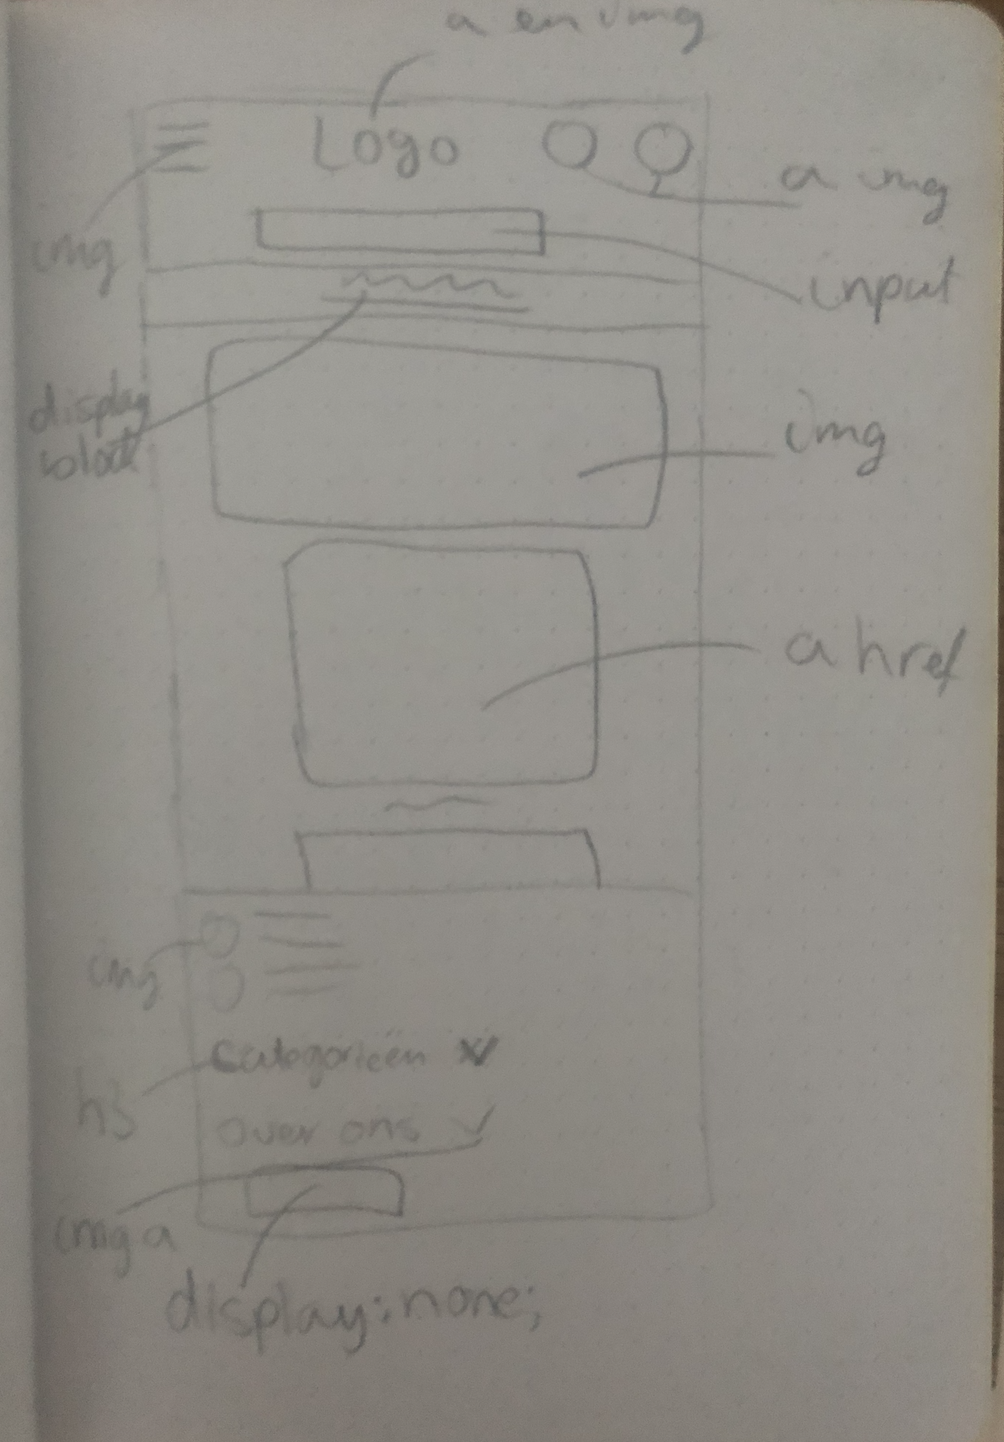 a en img
Logo
a img
img
input
display
block
img
a href
img
Categorieën
h3
over ons
img a
display: none;